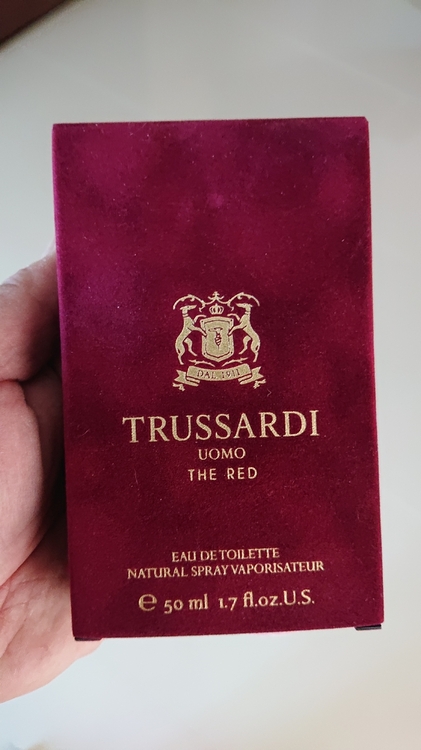 DAL 1911
TRUSSARDI
UOMO
THE RED
EAU DE TOILETTE
NATURAL SPRAY VAPORISATEUR
℮ 50 ml 1.7 fl.oz.U.S.